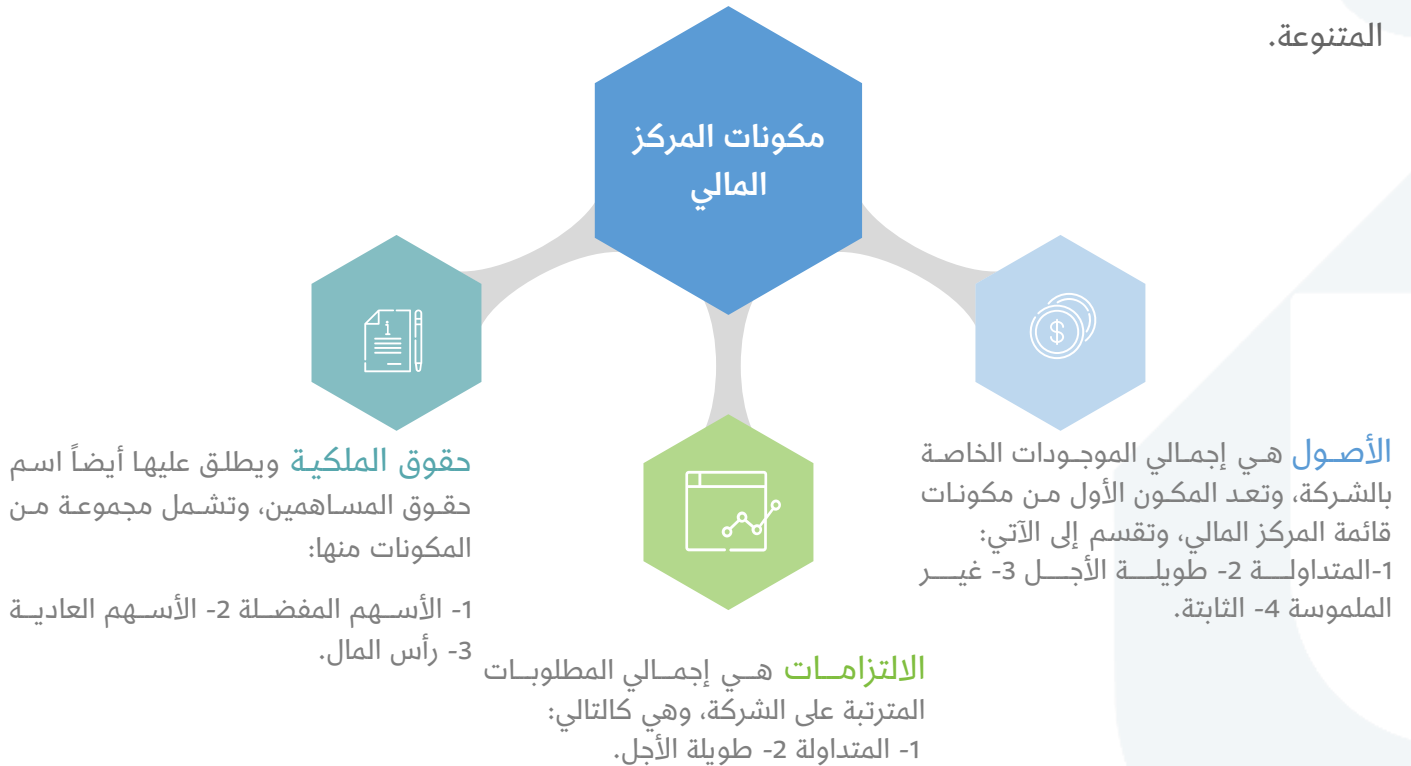 المتنوعة.
مكونات المركز
المالي
الأصول هي إجمالي الموجودات الخاصة
بالشركة، وتعد المكون الأول من مكونات
قائمة المركز المالي، وتقسم إلى الآتي:
1-المتداولة 2- طويلة الأجل 3- غير
الملموسة 4- الثابتة.
الالتزامات هي إجمالي المطلوبات
المترتبة على الشركة، وهي كالتالي:
1- المتداولة 2- طويلة الأجل.
حقوق الملكية ويطلق عليها أيضاً اسم
حقوق المساهمين، وتشمل مجموعة من
المكونات منها:
1- الأسهم المفضلة 2- الأسهم العادية
3- رأس المال.